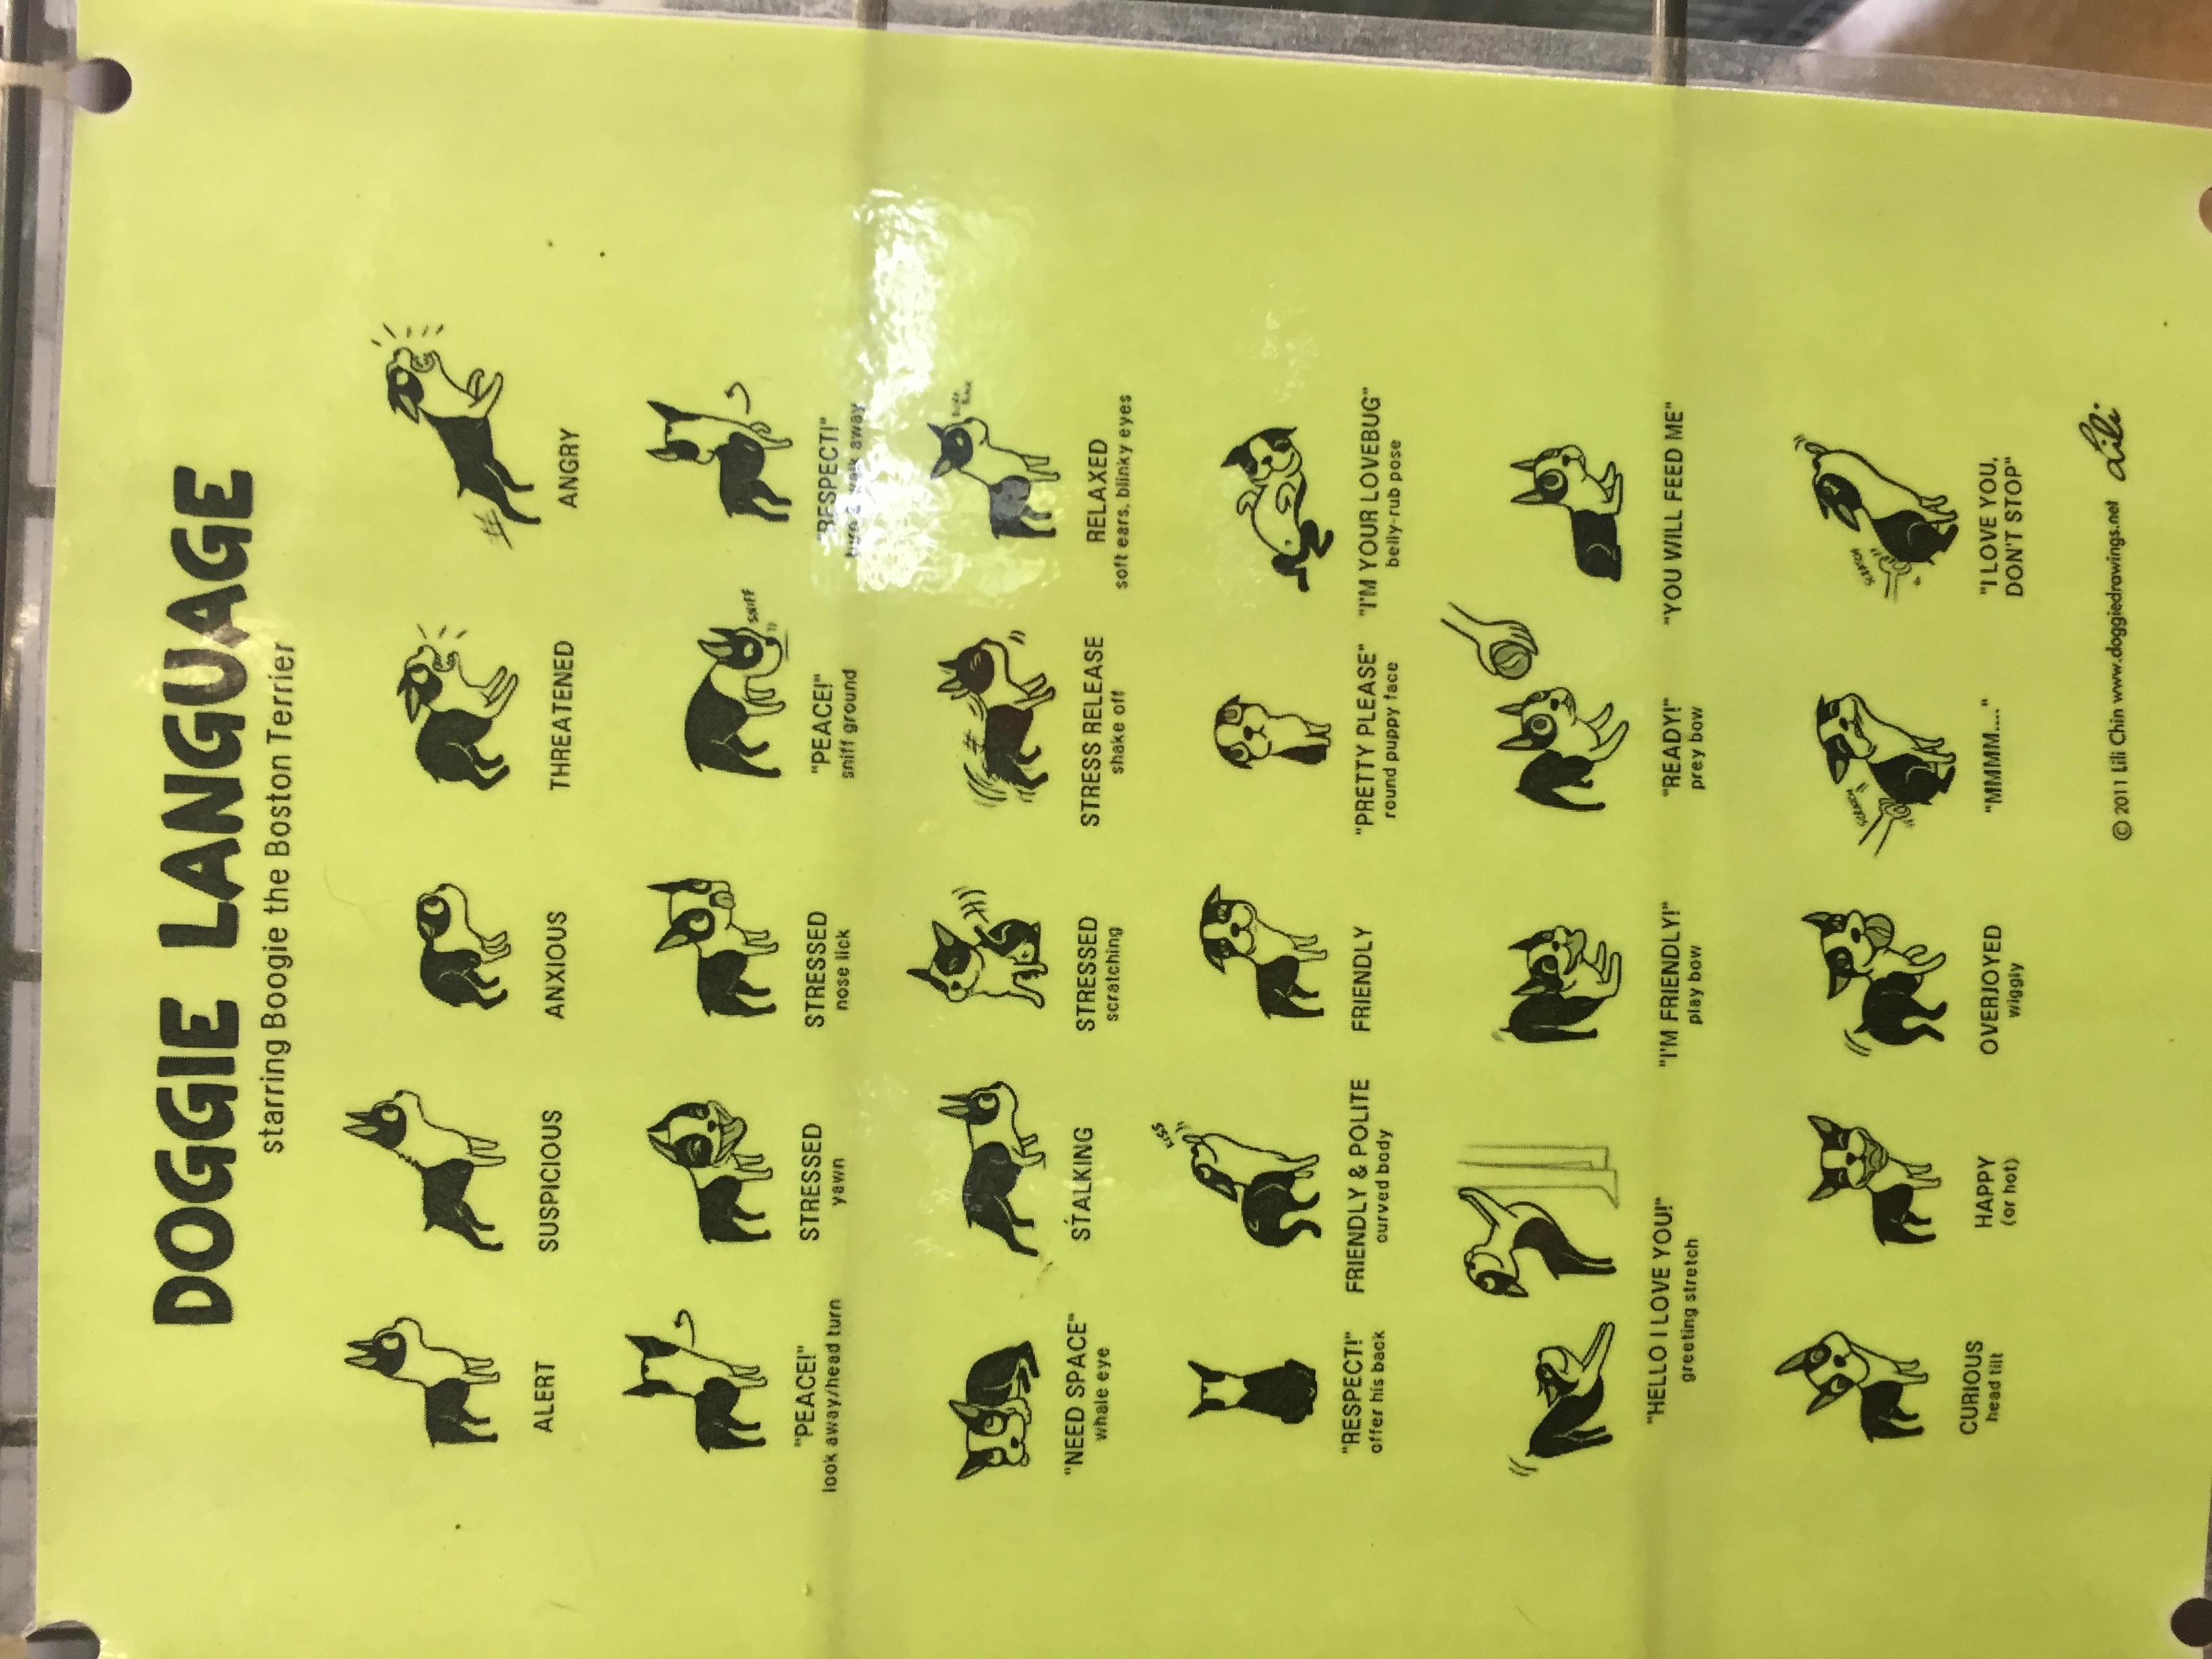 DOGGIE LANGUAGE
starring Boogie the Boston Terrier
ALERT
SUSPICIOUS
ANXIOUS
THREATENED
ANGRY
"PEACE!"
look away/head turn
STRESSED
yawn
STRESSED
nose lick
SNIFF
"PEACE!"
sniff ground
"RESPECT!"
turn & walk away
"NEED SPACE"
whale eye
STALKING
STRESSED
scratching
STRESS RELEASE
shake off
RELAXED
soft ears, blinky eyes
"RESPECT!"
offer his back
KISS
FRIENDLY & POLITE
curved body
FRIENDLY
"PRETTY PLEASE"
round puppy face
"I'M YOUR LOVEBUG"
belly-rub pose
"HELLO I LOVE YOU!"
greeting stretch
"I'M FRIENDLY!"
play bow
"READY!"
prey bow
"YOU WILL FEED ME"
CURIOUS
head tilt
HAPPY
(or hot)
OVERJOYED
wiggly
SCRATCH
"MMMM...."
SCRATCH
"I LOVE YOU,
DON'T STOP"
© 2011 Lili Chin www.doggiedrawings.net Lili